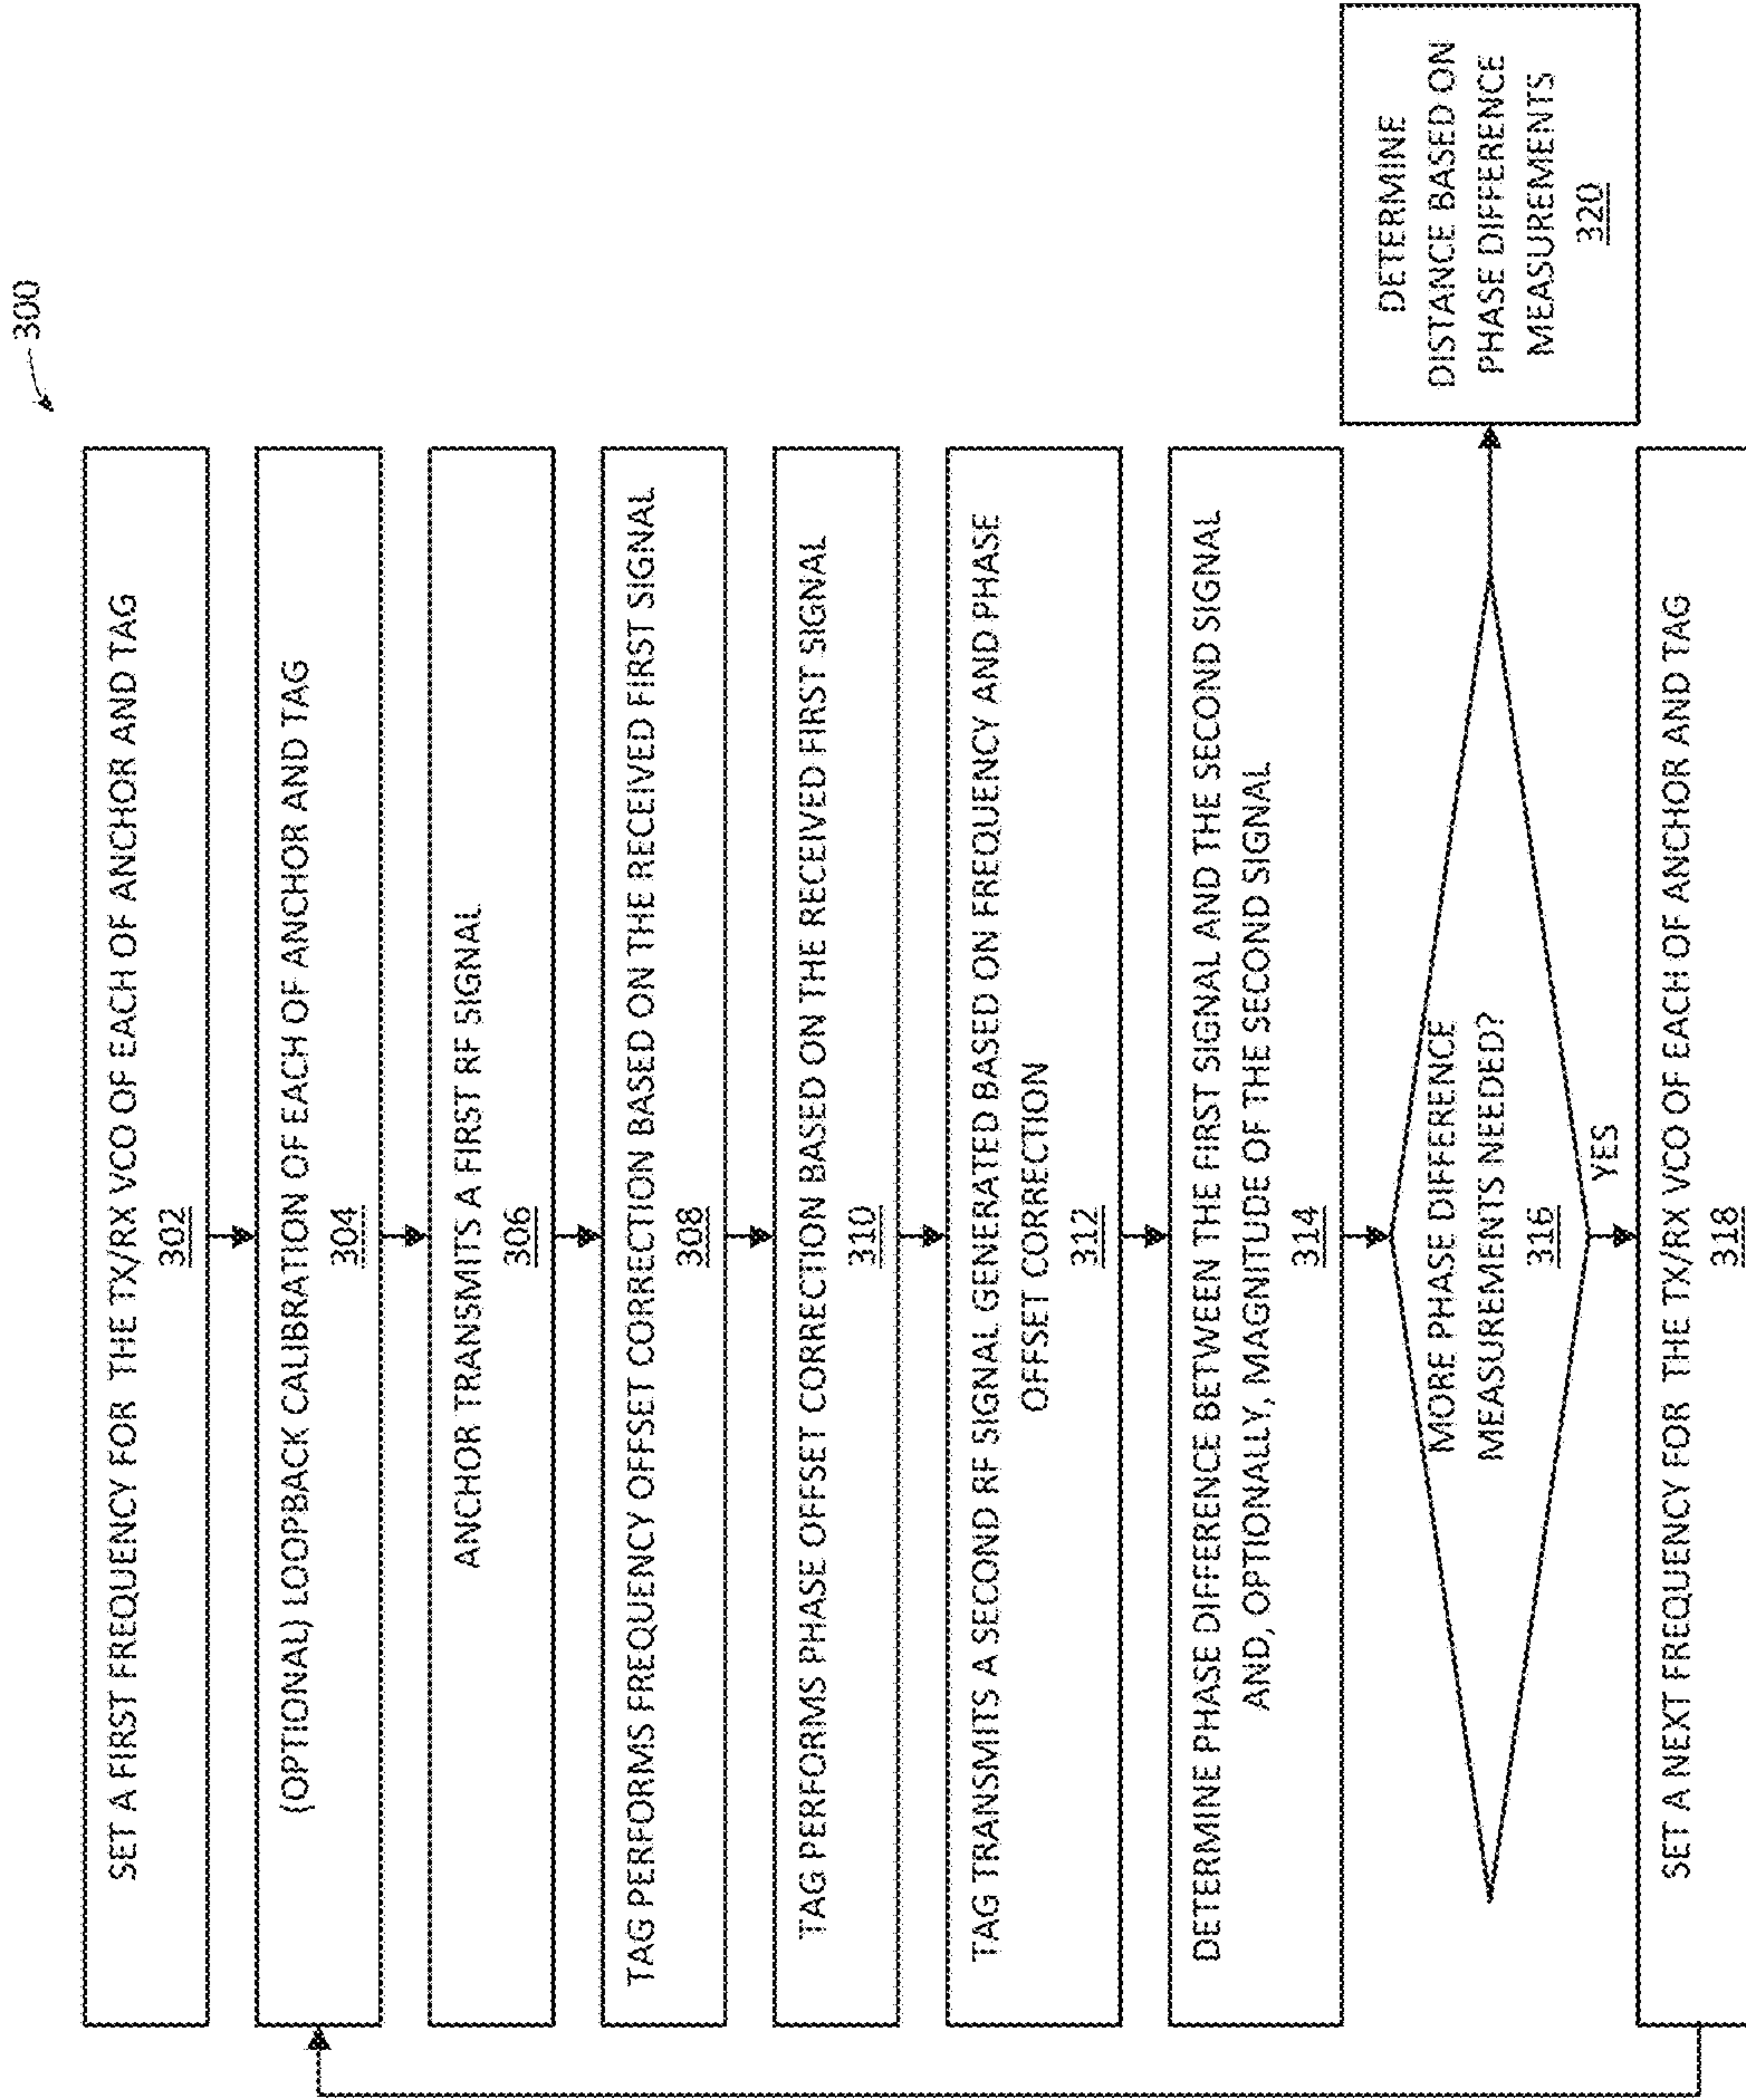 300
SET A FIRST FREQUENCY FOR THE TX/RX VCO OF EACH OF ANCHOR AND TAG
302
(OPTIONAL) LOOPBACK CALIBRATION OF EACH OF ANCHOR AND TAG
304
ANCHOR TRANSMITS A FIRST RF SIGNAL
306
TAG PERFORMS FREQUENCY OFFSET CORRECTION BASED ON THE RECEIVED FIRST SIGNAL
308
TAG PERFORMS PHASE OFFSET CORRECTION BASED ON THE RECEIVED FIRST SIGNAL
310
TAG TRANSMITS A SECOND RF SIGNAL GENERATED BASED ON FREQUENCY AND PHASE
OFFSET CORRECTION
312
DETERMINE PHASE DIFFERENCE BETWEEN THE FIRST SIGNAL AND THE SECOND SIGNAL
AND, OPTIONALLY, MAGNITUDE OF THE SECOND SIGNAL
314
MORE PHASE DIFFERENCE
MEASUREMENTS NEEDED?
316
YES
DETERMINE
DISTANCE BASED ON
PHASE DIFFERENCE
MEASUREMENTS
320
SET A NEXT FREQUENCY FOR THE TX/RX VCO OF EACH OF ANCHOR AND TAG
318